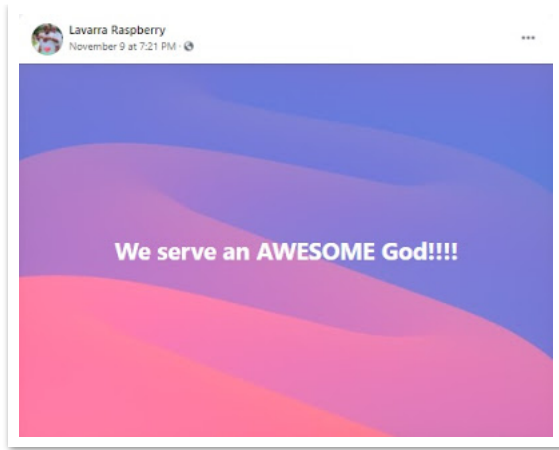 Lavarra Raspberry
November 9 at 7:21 PM ·
We serve an AWESOME God!!!!